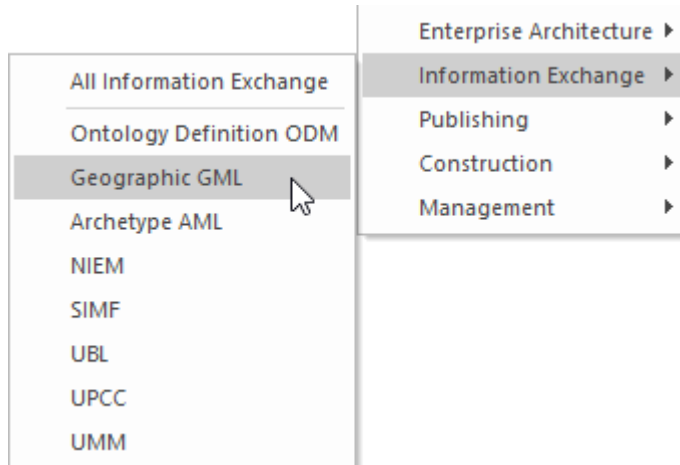 Enterprise Architecture
Information Exchange
Publishing
Construction
Management
All Information Exchange
Ontology Definition ODM
Geographic GML
Archetype AML
NIEM
SIMF
UBL
UPCC
UMM